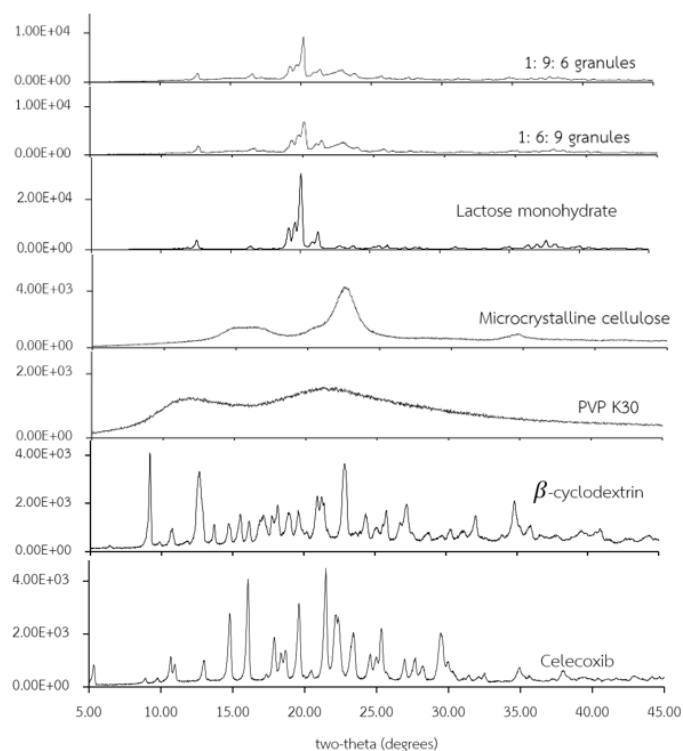 1.00E+04
1: 9: 6 granules
0.00E+00
1.00E+04
1: 6: 9 granules
0.00E+00
2.00E+04
Lactose monohydrate
0.00E+00
4.00E+03
Microcrystalline cellulose
0.00E+00
2.00E+03
PVP K30
0.00E+00
4.00E+03
β-cyclodextrin
2.00E+03
0.00E+00
4.00E+03
2.00E+03
Celecoxib
0.00E+00
5.00 10.00 15.00 20.00 25.00 30.00 35.00 40.00 45.00
two-theta (degrees)